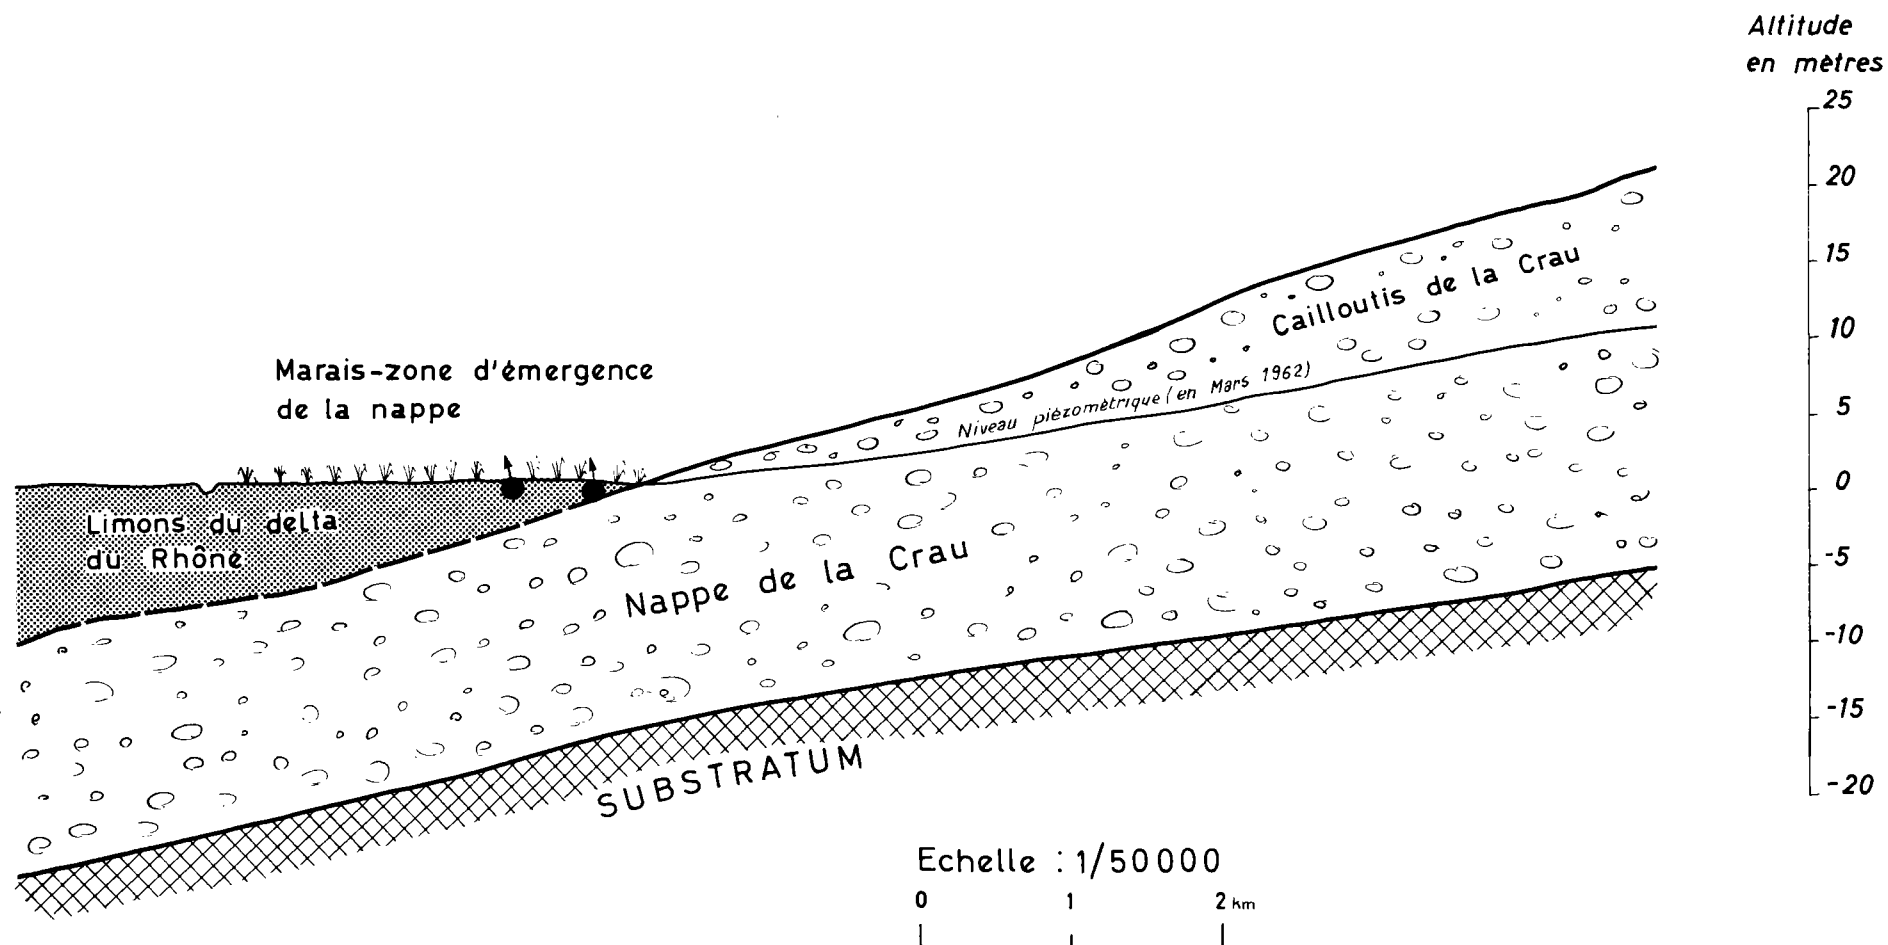 Altitude
en mètres
25
20
15
10
5
0
-5
-10
-15
-20
Cailloutis de la Crau
Niveau pièzomètrique (en Mars 1962)
Marais-zone d'émergence
de la nappe
Limons du delta
du Rhône
Nappe de la Crau
SUBSTRATUM
Echelle : 1/50000
0 1 2 km